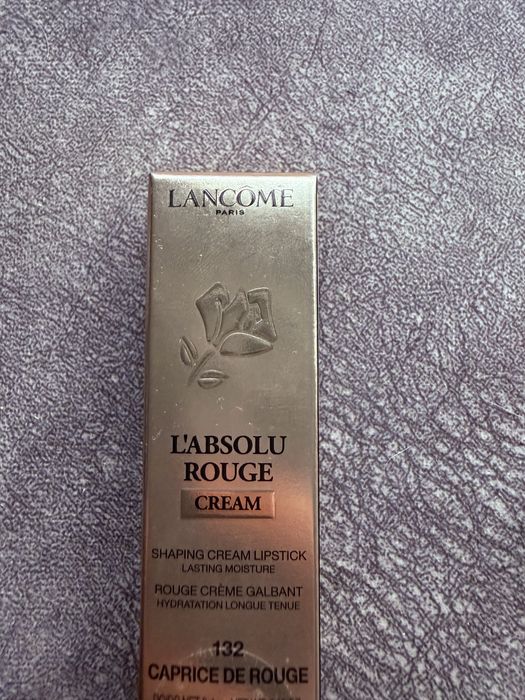 LANCÔME
PARIS
L'ABSOLU
ROUGE
CREAM
SHAPING CREAM LIPSTICK
LASTING MOISTURE
ROUGE CRÈME GALBANT
HYDRATATION LONGUE TENUE
132
CAPRICE DE ROUGE